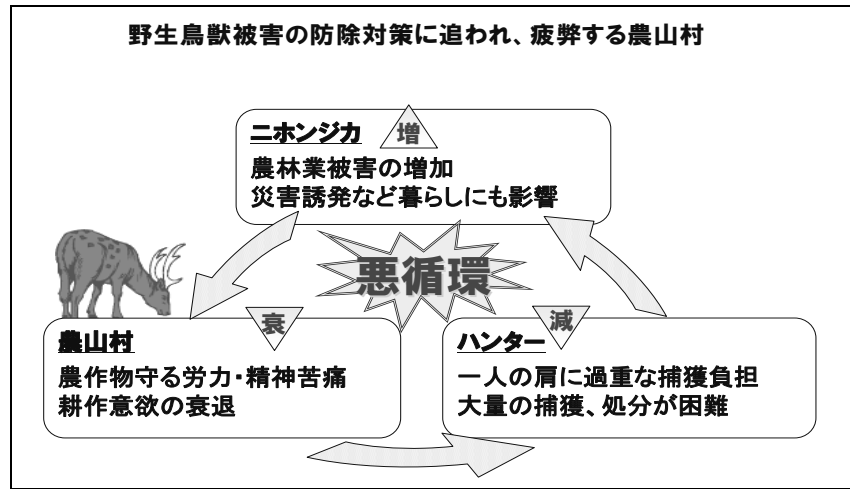 野生鳥獣被害の防除対策に追われ、疲弊する農山村
ニホンジカ 増
農林業被害の増加
災害誘発など暮らしにも影響
悪循環
衰
農山村
農作物守る労力・精神苦痛
耕作意欲の衰退
減
ハンター
一人の肩に過重な捕獲負担
大量の捕獲、処分が困難